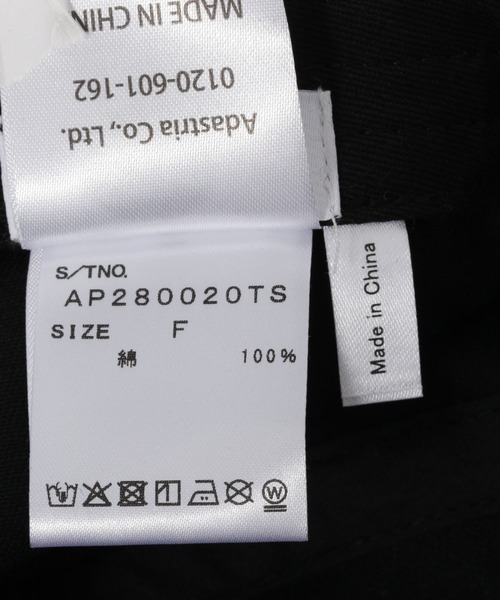 MADE IN CHIN
0120-601-162
Adastria Co., Ltd.
S/TNO.
AP280020TS
SIZE F
綿 100%
W
Made in China